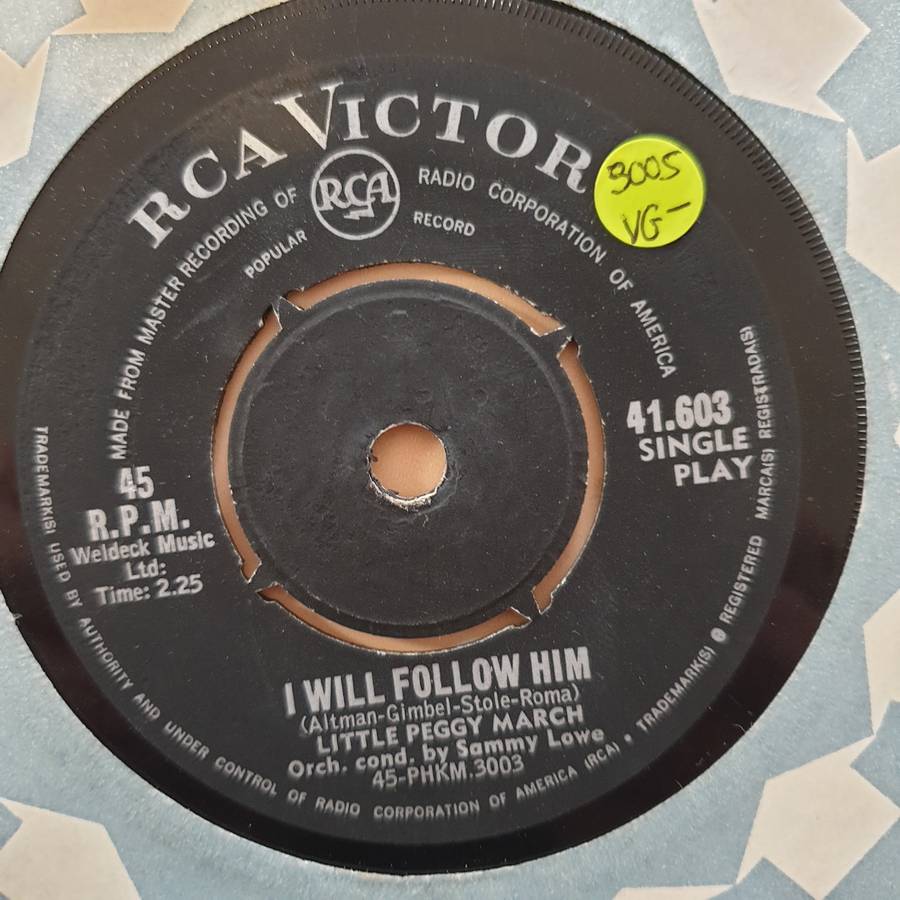 RCA VICTOR
MADE FROM MASTER RECORDING OF RADIO CORPORATION OF AMERICA
RCA
POPULAR RECORD
3005
VG-
45
R.P.M.
Weldeck Music
Ltd:
Time: 2.25
41.603
SINGLE
PLAY
I WILL FOLLOW HIM
(Altman-Gimbel-Stole-Roma)
LITTLE PEGGY MARCH
Orch. cond. by Sammy Lowe
45-PHKM.3003
TRADEMARK(S) USED BY AUTHORITY AND UNDER CONTROL OF RADIO CORPORATION OF AMERICA (RCA) • TRADEMARK(S) ® REGISTERED MARCA(S) REGISTRADA(S)